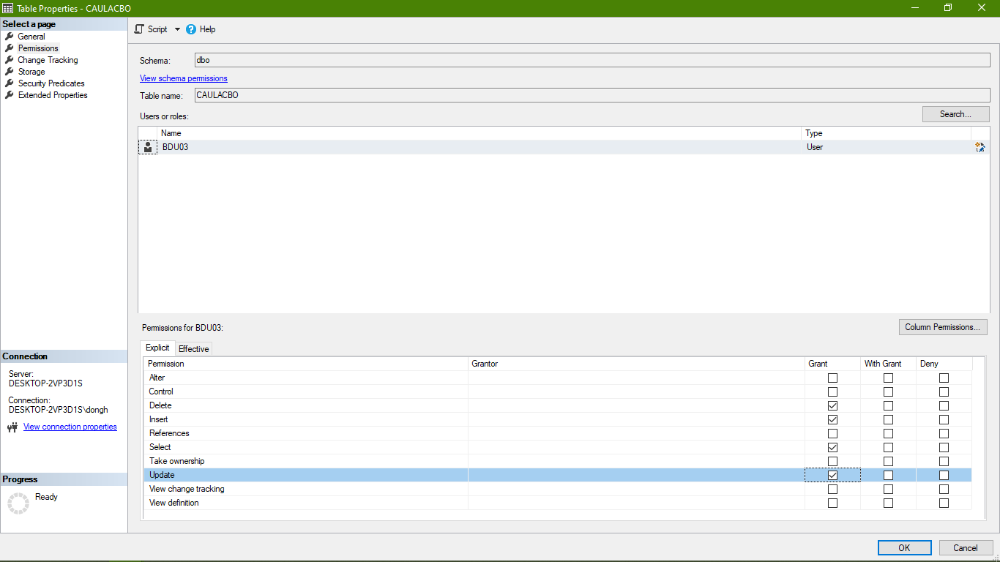 Table Properties - CAULACBO
Select a page
General
Permissions
Change Tracking
Storage
Security Predicates
Extended Properties
Script
Help
Schema:
dbo
View schema permissions
Table name:
CAULACBO
Users or roles:
Search...
Name Type
BDU03 User
Permissions for BDU03:
Column Permissions...
Explicit Effective
Permission Grantor Grant With Grant Deny
Alter
Control
Delete
Insert
References
Select
Take ownership
Update
View change tracking
View definition
Connection
Server:
DESKTOP-2VP3D1S
Connection:
DESKTOP-2VP3D1S\dongh
View connection properties
Progress
Ready
OK
Cancel